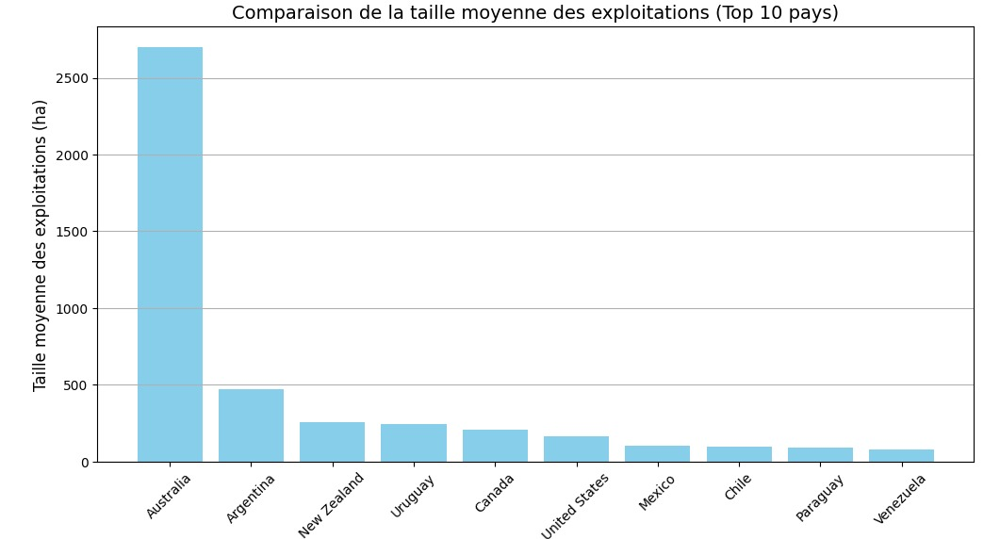 Comparaison de la taille moyenne des exploitations (Top 10 pays)
Taille moyenne des exploitations (ha)
2500
2000
1500
1000
500
0
Australia
Argentina
New Zealand
Uruguay
Canada
United States
Mexico
Chile
Paraguay
Venezuela